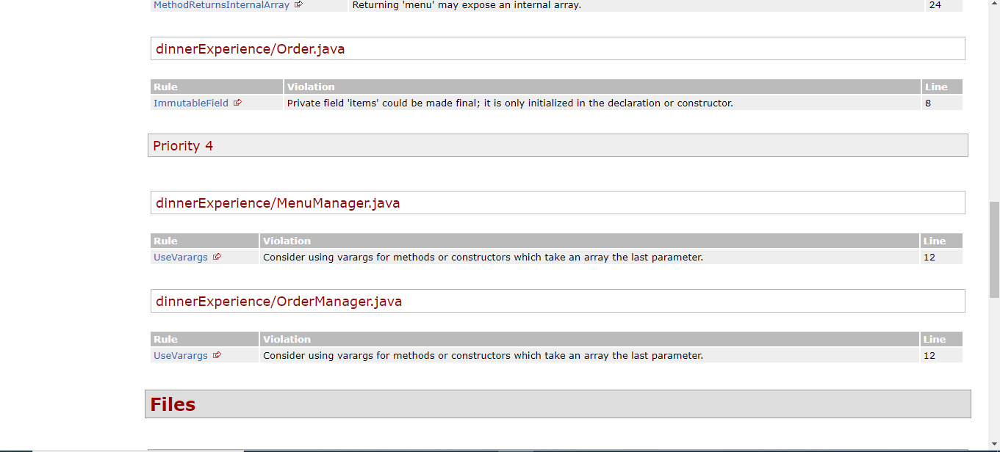 MethodReturnsInternalArray Returning 'menu' may expose an internal array. 24
dinnerExperience/Order.java
Rule Violation Line
ImmutableField Private field 'items' could be made final; it is only initialized in the declaration or constructor. 8
Priority 4
dinnerExperience/MenuManager.java
Rule Violation Line
UseVarargs Consider using varargs for methods or constructors which take an array the last parameter. 12
dinnerExperience/OrderManager.java
Rule Violation Line
UseVarargs Consider using varargs for methods or constructors which take an array the last parameter. 12
Files